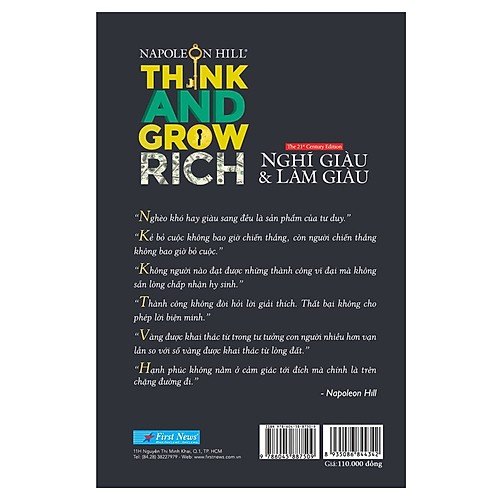 NAPOLEON HILL®
THINK
AND
GROW
RICH
The 21st Century Edition
NGHĨ GIÀU
& LÀM GIÀU
“Nghèo khó hay giàu sang đều là sản phẩm của tư duy.”
“Kẻ bỏ cuộc không bao giờ chiến thắng, còn người chiến thắng
không bao giờ bỏ cuộc.”
“Không người nào đạt được những thành công vĩ đại mà không
sẵn lòng chấp nhận hy sinh.”
“Thành công không đòi hỏi lời giải thích. Thất bại không cho
phép lời biện minh.”
“Vàng được khai thác từ trong tư tưởng con người nhiều hơn vạn
lần so với số vàng được khai thác từ lòng đất.”
“Hạnh phúc không nằm ở cảm giác tới đích mà chính là trên
chặng đường đi.”
- Napoleon Hill
First News
11H Nguyễn Thị Minh Khai, Q.1, TP. HCM
Tel: (84.28) 38227979 - Web: www.firstnews.com.vn
9 786045 887509
8 935086 844342
Giá:110.000 đồng